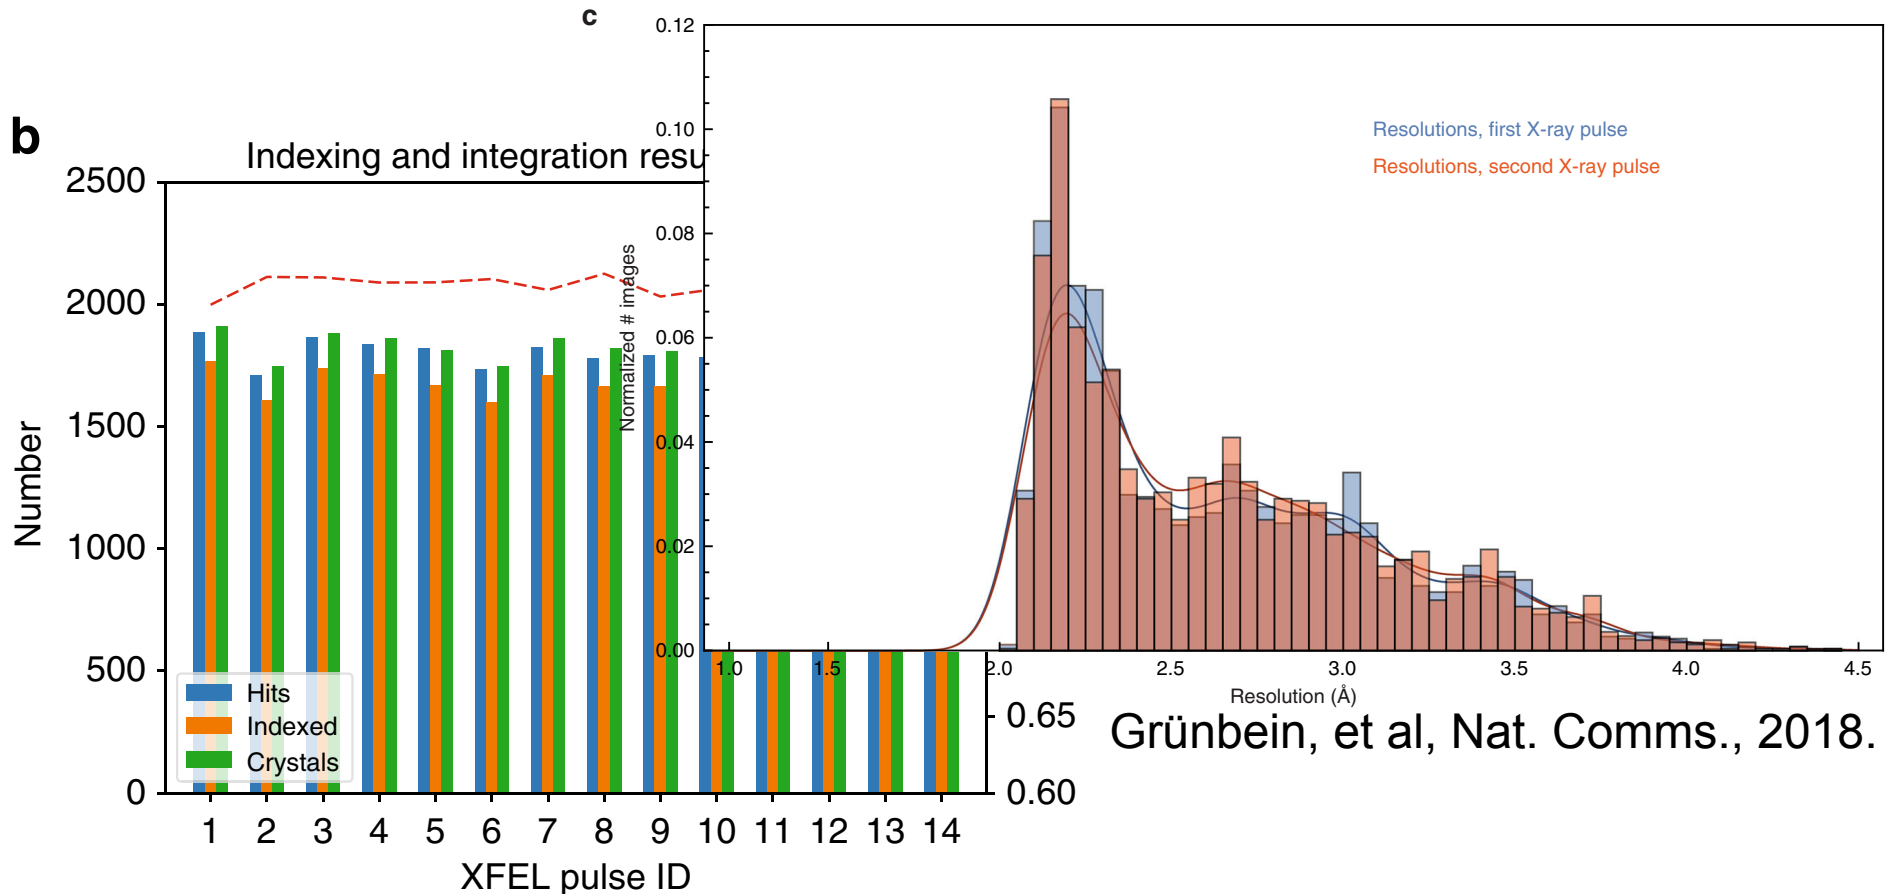 b
Indexing and integration resu
2500
2000
1500
1000
500
0
Number
Hits
Indexed
Crystals
1 2 3 4 5 6 7 8 9 10 11 12 13 14
XFEL pulse ID
0.65
0.60
c
0.12
0.10
0.08
0.06
0.04
0.02
0.00
Normalized # images
Resolutions, first X-ray pulse
Resolutions, second X-ray pulse
1.0 1.5 2.0 2.5 3.0 3.5 4.0 4.5
Resolution (Å)
Grünbein, et al, Nat. Comms., 2018.